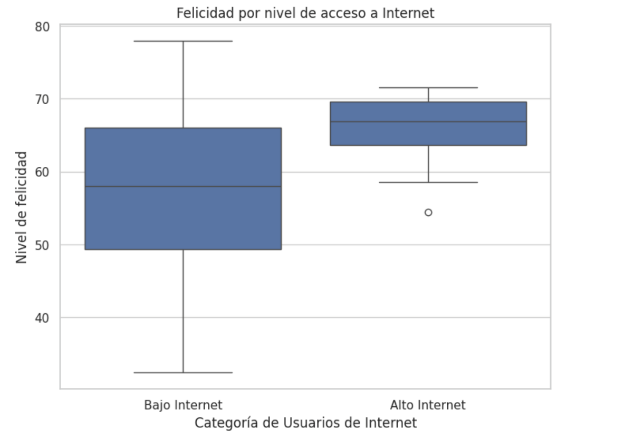 Felicidad por nivel de acceso a Internet
80
70
60
50
40
Nivel de felicidad
Bajo Internet
Alto Internet
Categoría de Usuarios de Internet